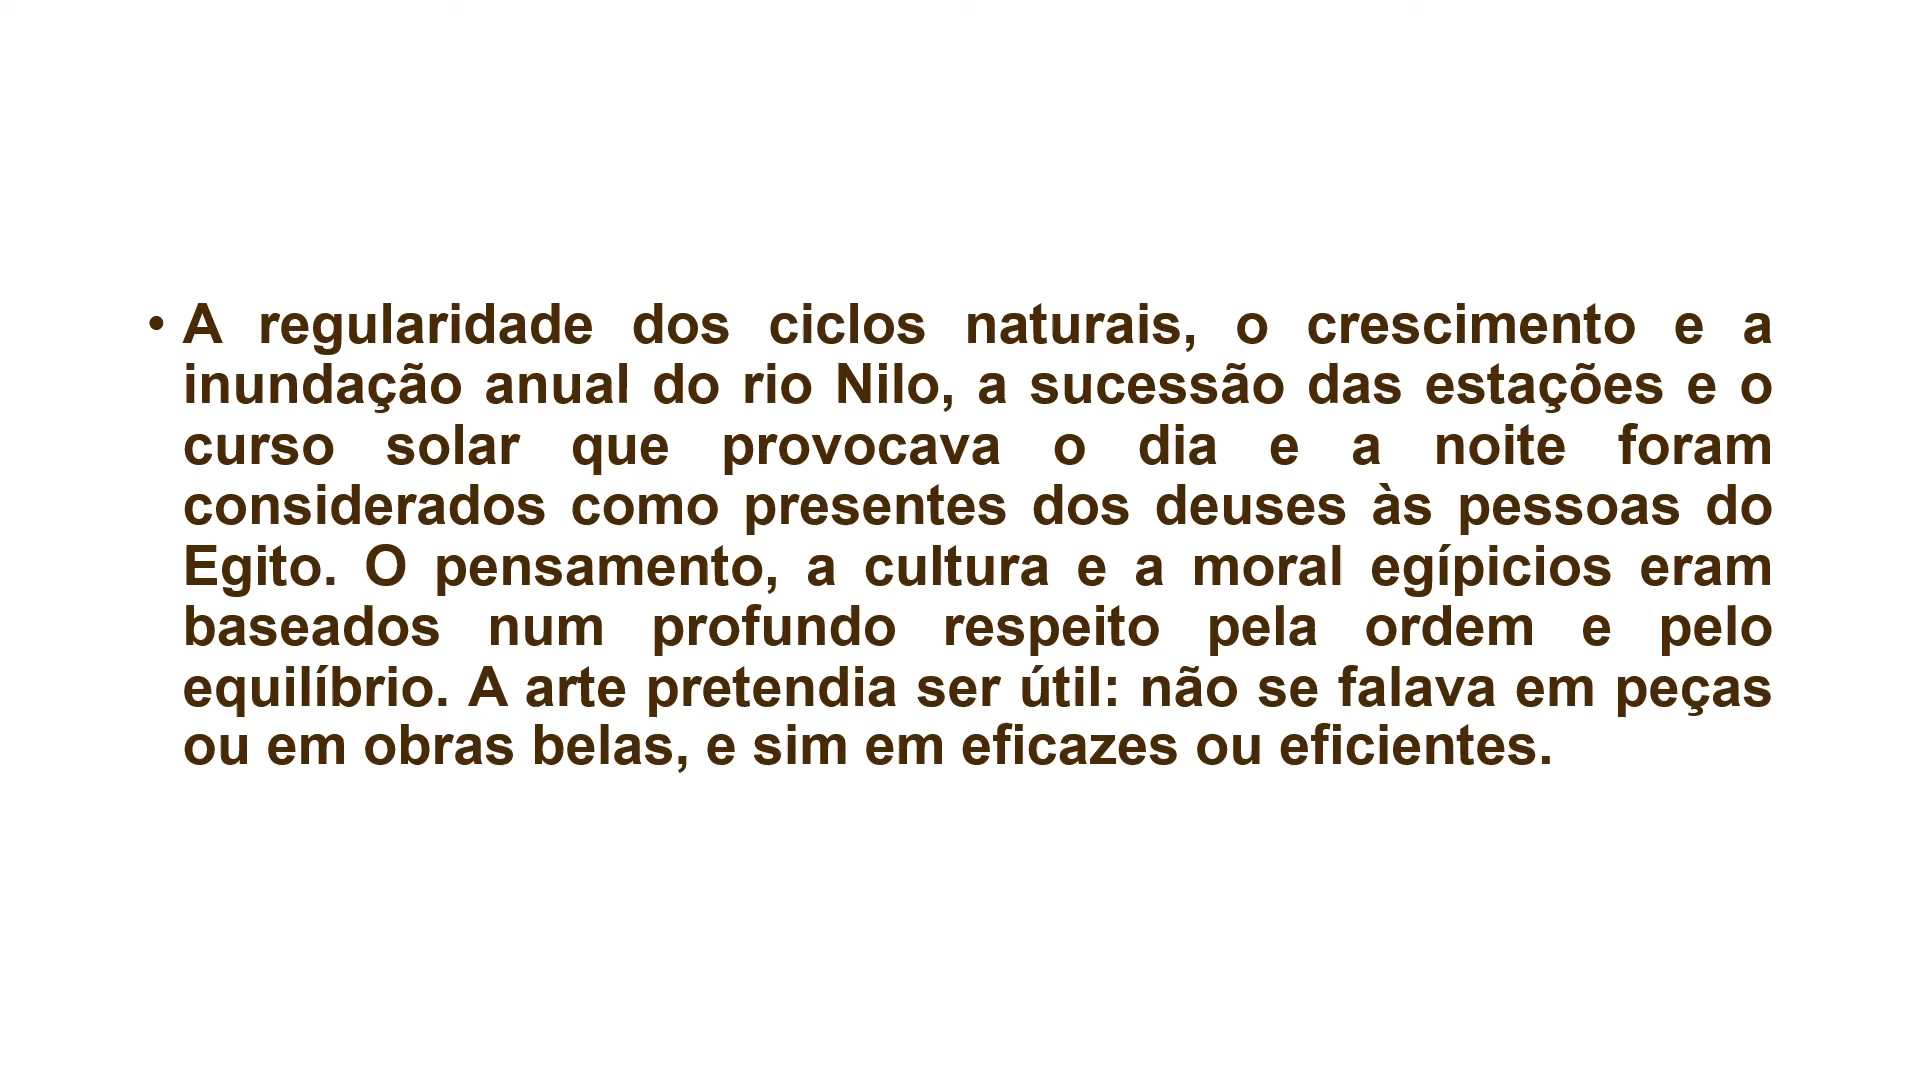 • A regularidade dos ciclos naturais, o crescimento e a
inundação anual do rio Nilo, a sucessão das estações e o
curso solar que provocava o dia e a noite foram
considerados como presentes dos deuses às pessoas do
Egito. O pensamento, a cultura e a moral egípicios eram
baseados num profundo respeito pela ordem e pelo
equilíbrio. A arte pretendia ser útil: não se falava em peças
ou em obras belas, e sim em eficazes ou eficientes.